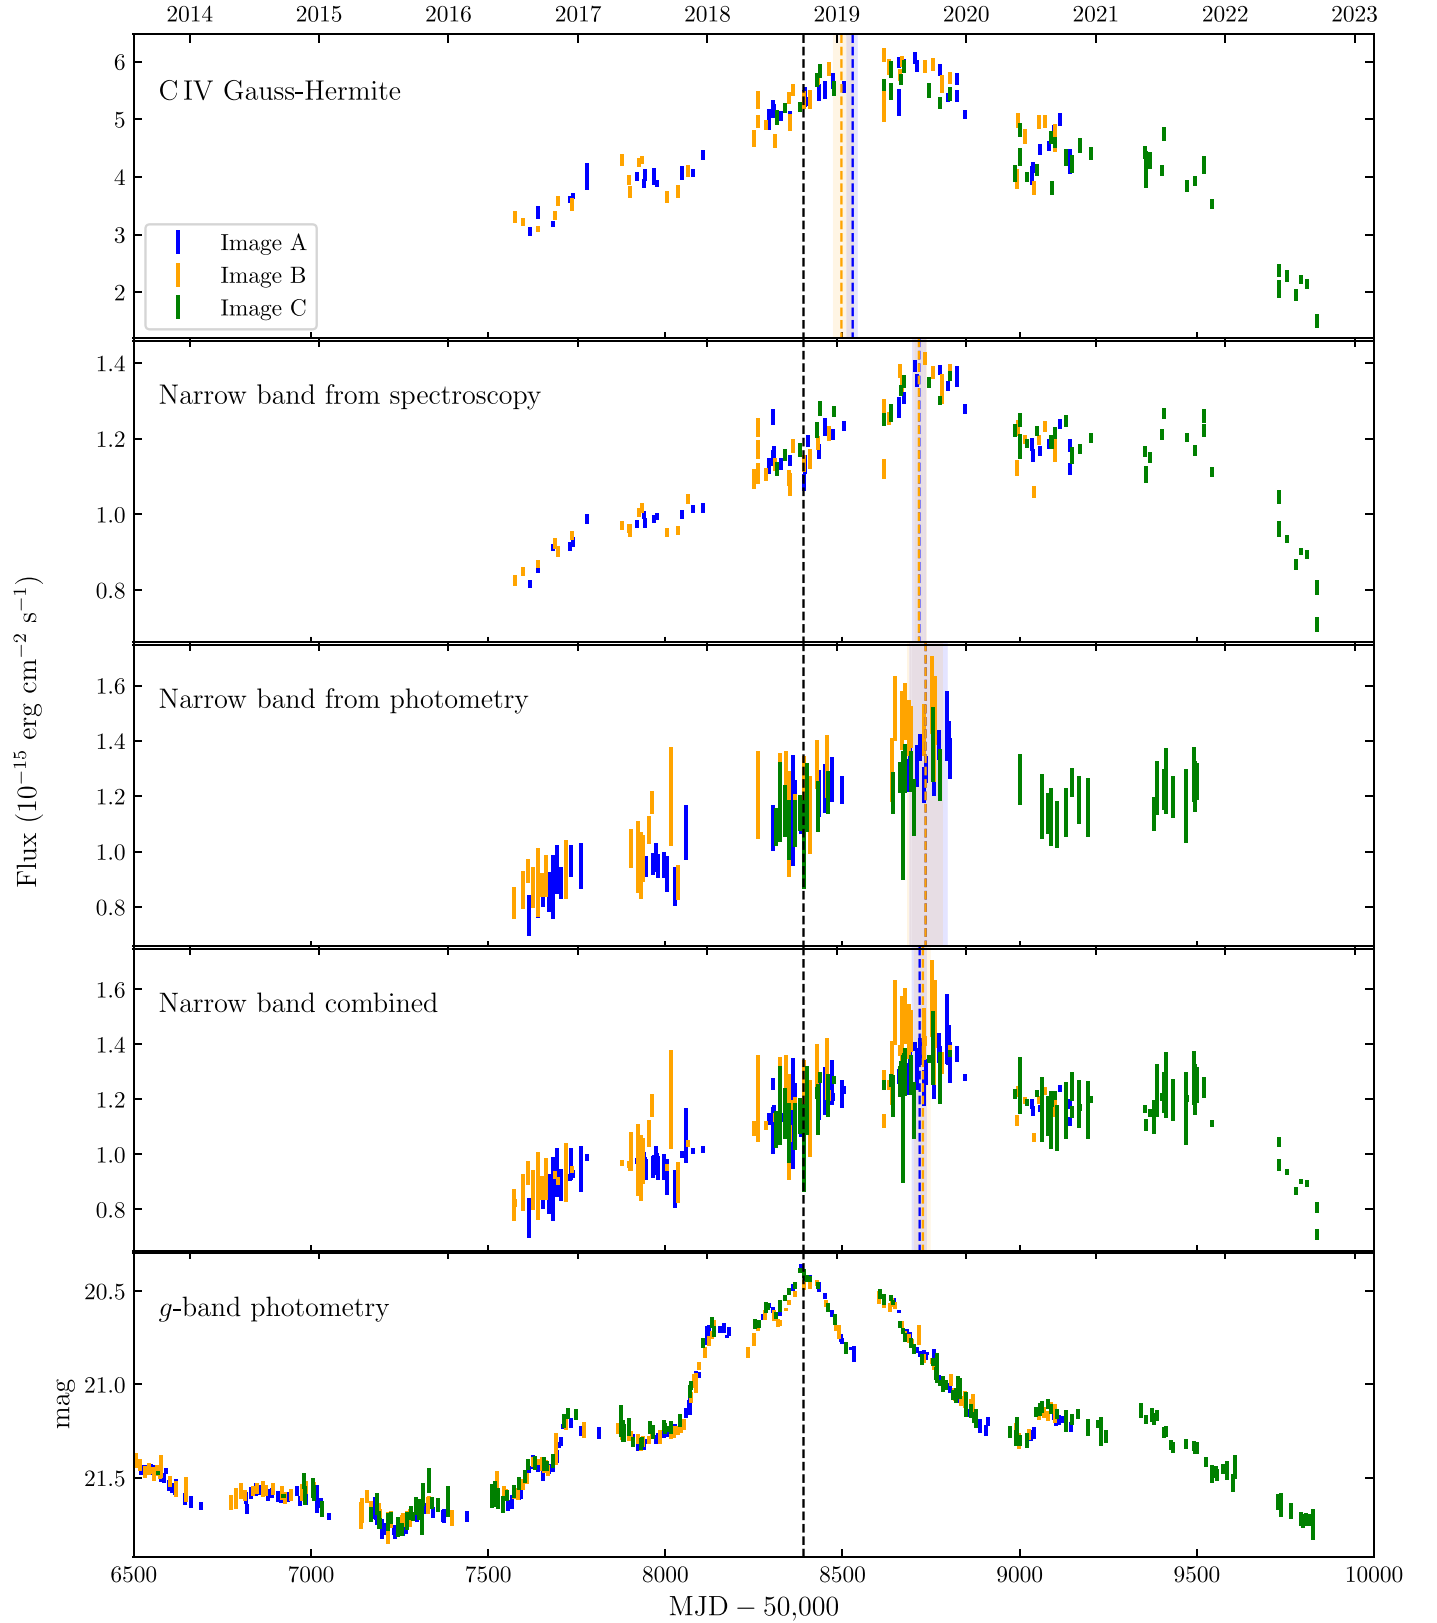 2014 2015 2016 2017 2018 2019 2020 2021 2022 2023
C IV Gauss-Hermite
6
5
4
3
2
Image A
Image B
Image C
Narrow band from spectroscopy
1.4
1.2
1.0
0.8
Flux (10⁻¹⁵ erg cm⁻² s⁻¹)
Narrow band from photometry
1.6
1.4
1.2
1.0
0.8
Narrow band combined
1.6
1.4
1.2
1.0
0.8
g-band photometry
mag
20.5
21.0
21.5
6500 7000 7500 8000 8500 9000 9500 10000
MJD − 50,000